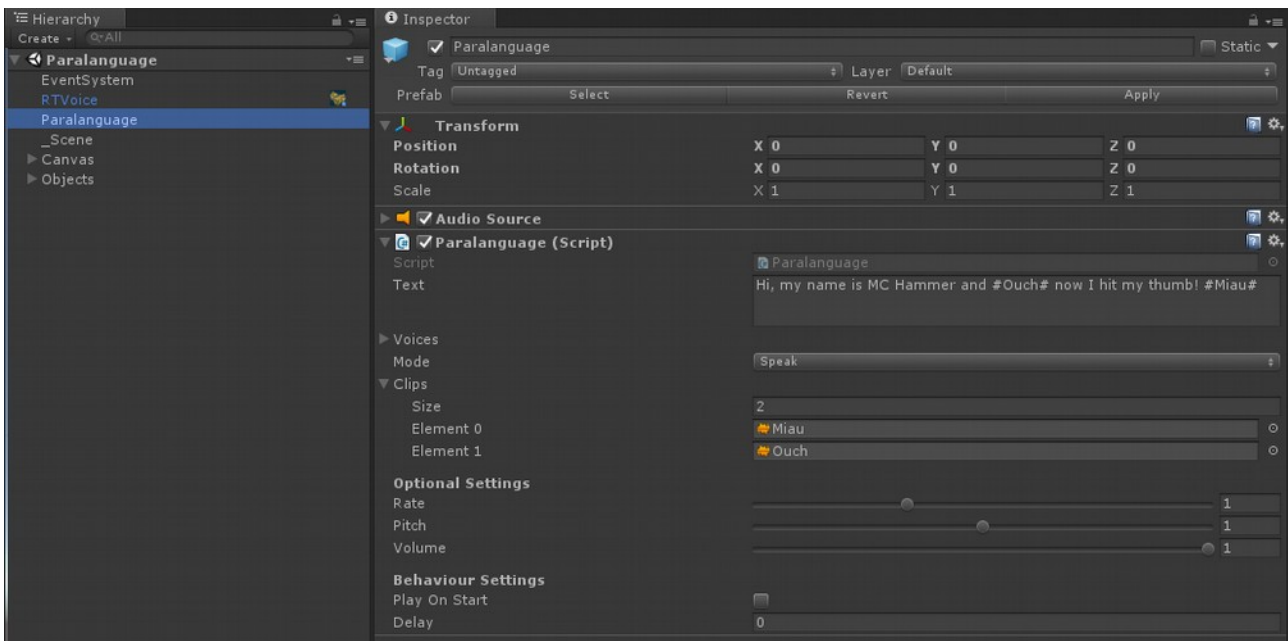 Hierarchy
Create All
Paralanguage
EventSystem
RTVoice
Paralanguage
_Scene
Canvas
Objects
Inspector
Paralanguage Static
Tag Untagged Layer Default
Prefab Select Revert Apply
Transform
Position X 0 Y 0 Z 0
Rotation X 0 Y 0 Z 0
Scale X 1 Y 1 Z 1
Audio Source
Paralanguage (Script)
Script Paralanguage
Text Hi, my name is MC Hammer and #Ouch# now I hit my thumb! #Miau#
Voices
Mode Speak
Clips
Size 2
Element 0 Miau
Element 1 Ouch
Optional Settings
Rate 1
Pitch 1
Volume 1
Behaviour Settings
Play On Start
Delay 0